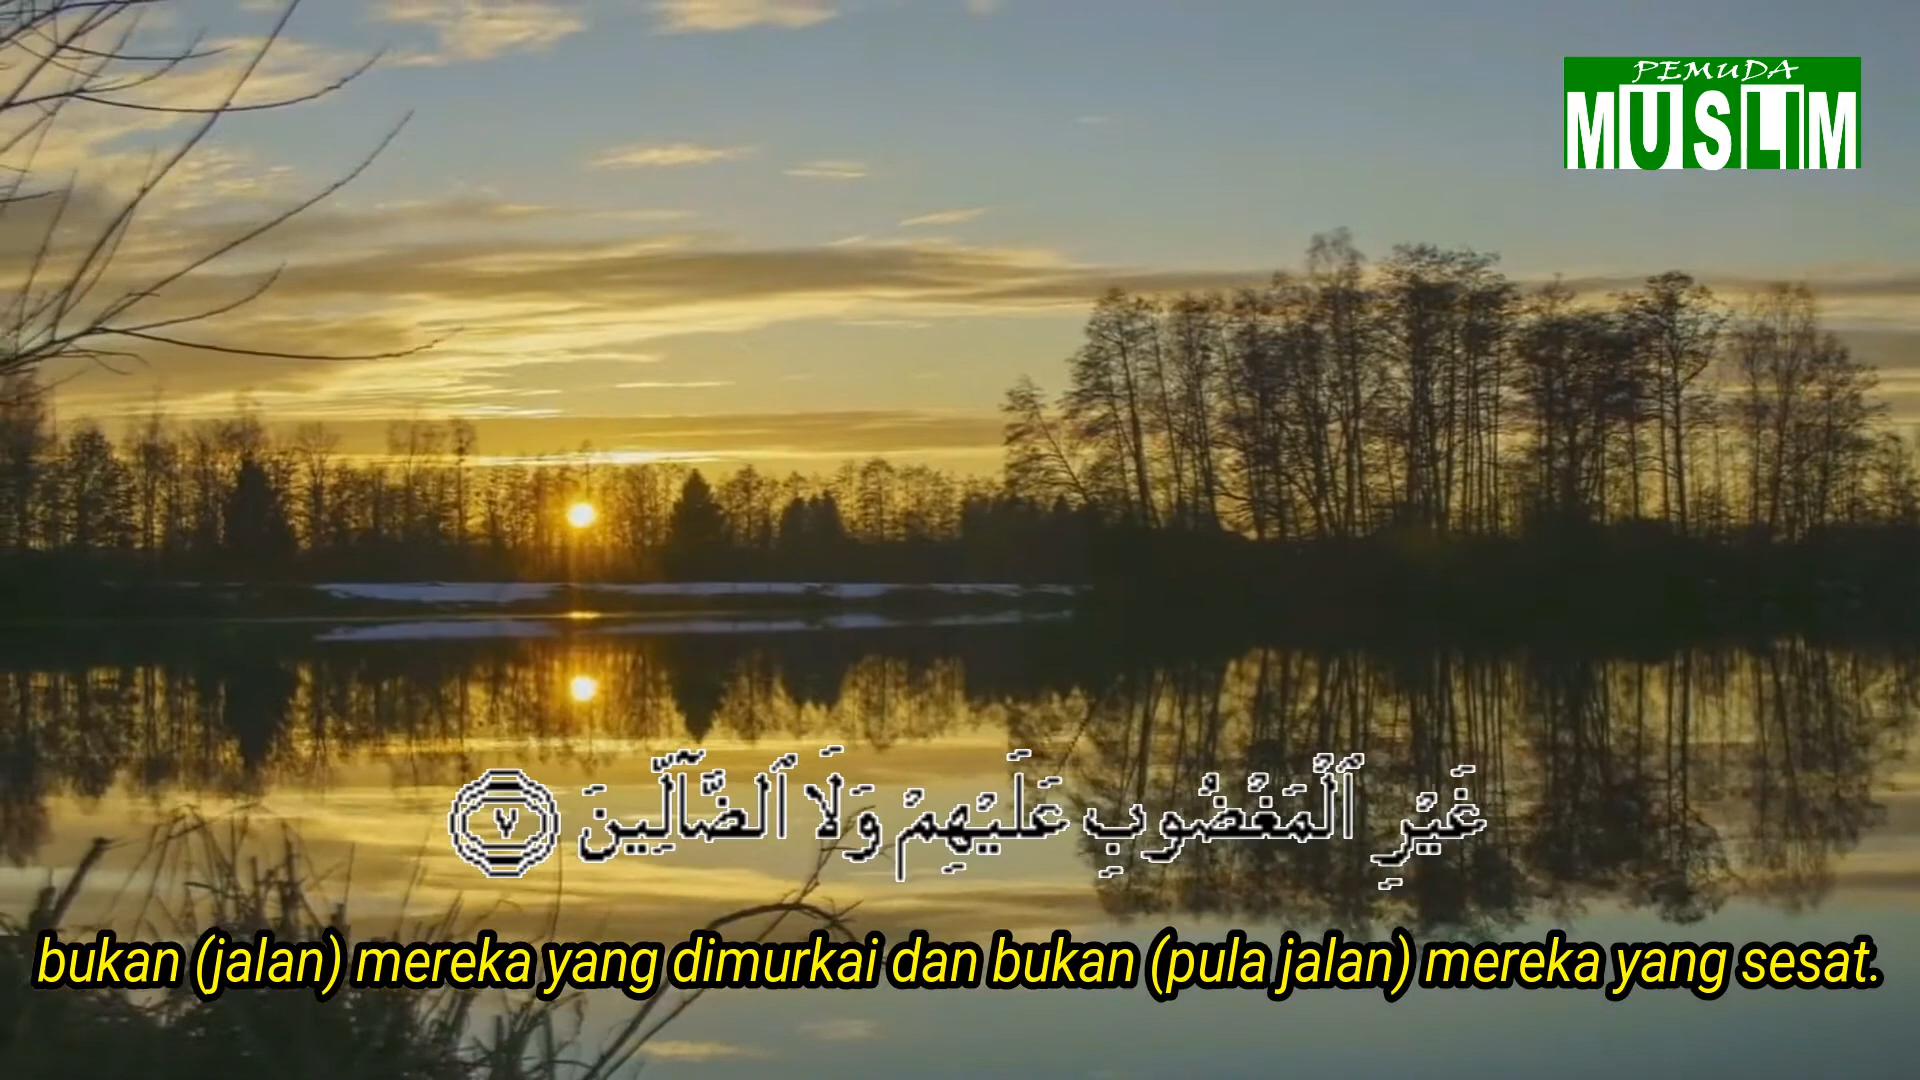 PEMUDA
MUSLIM
غَيْرِ ٱلْمَغْضُوبِ عَلَيْهِمْ وَلَا ٱلضَّآلِّينَ ۝٧
bukan (jalan) mereka yang dimurkai dan bukan (pula jalan) mereka yang sesat.